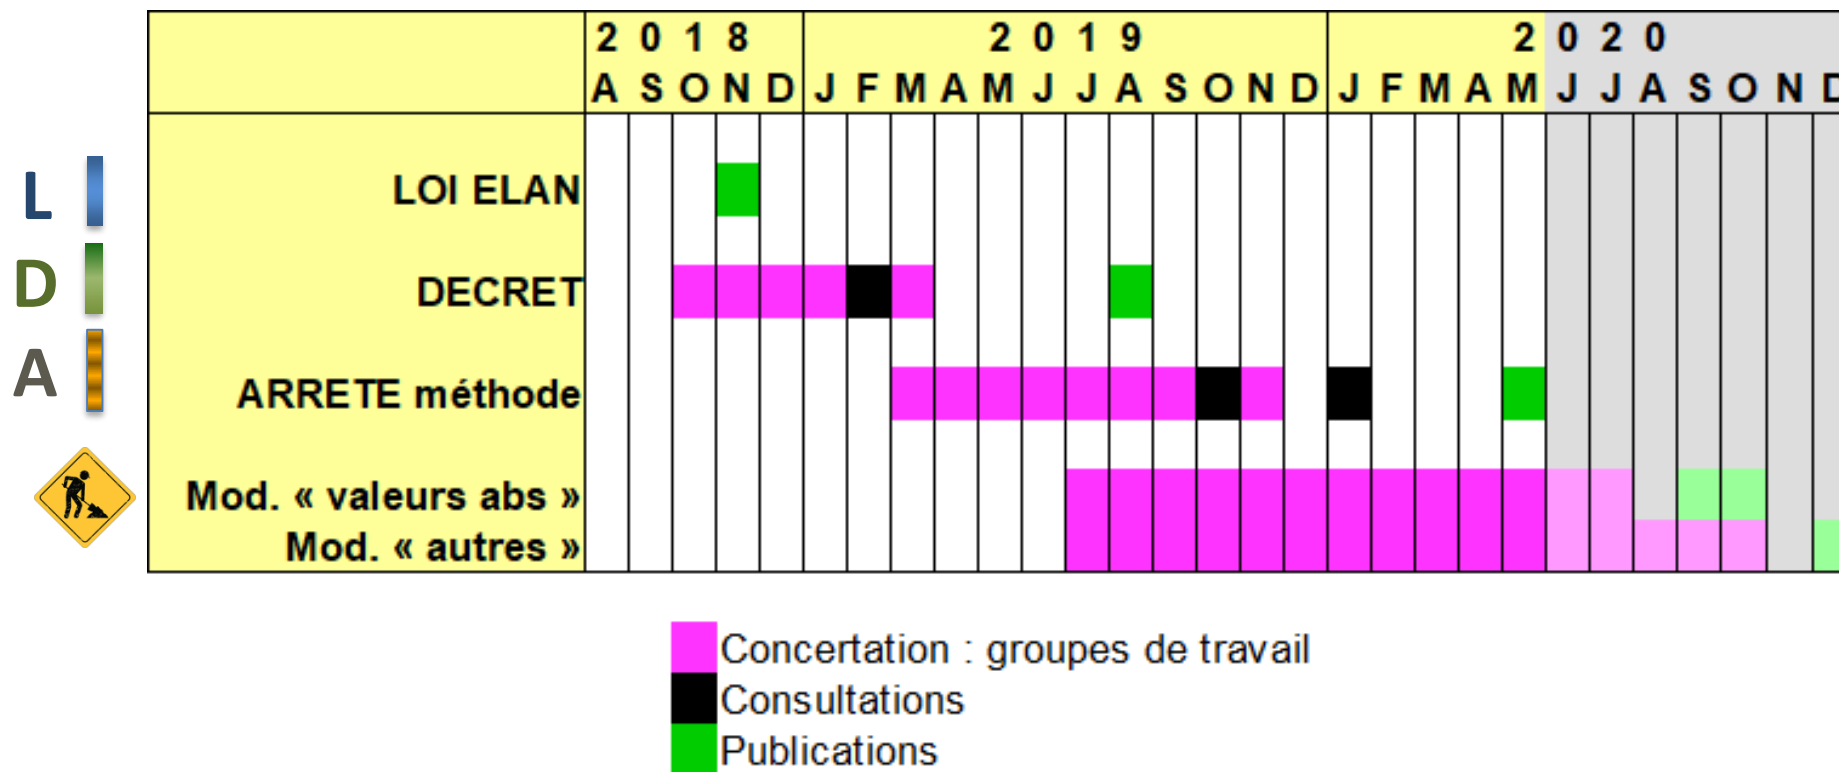 2 0 1 8 2 0 1 9 2 0 2 0
A S O N D J F M A M J J A S O N D J F M A M J J A S O N D
L LOI ELAN
D DECRET
A ARRETE méthode
Mod. « valeurs abs »
Mod. « autres »
Concertation : groupes de travail
Consultations
Publications